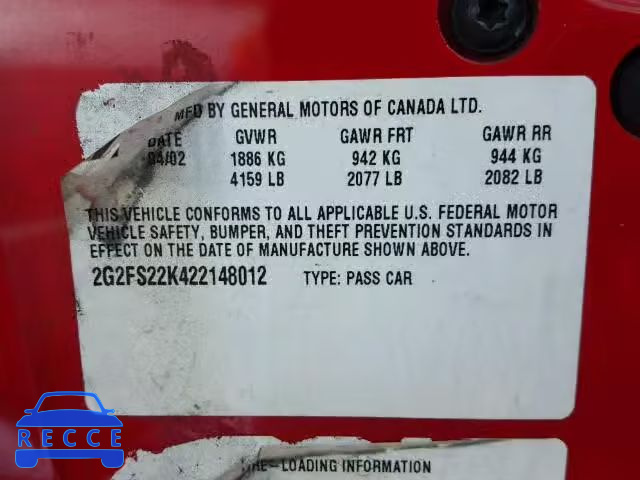 MFD BY GENERAL MOTORS OF CANADA LTD.
DATE GVWR GAWR FRT GAWR RR
04/02 1886 KG 942 KG 944 KG
4159 LB 2077 LB 2082 LB
THIS VEHICLE CONFORMS TO ALL APPLICABLE U.S. FEDERAL MOTOR
VEHICLE SAFETY, BUMPER, AND THEFT PREVENTION STANDARDS IN
EFFECT ON THE DATE OF MANUFACTURE SHOWN ABOVE.
2G2FS22K422148012 TYPE: PASS CAR
RECCE
-LOADING INFORMATION